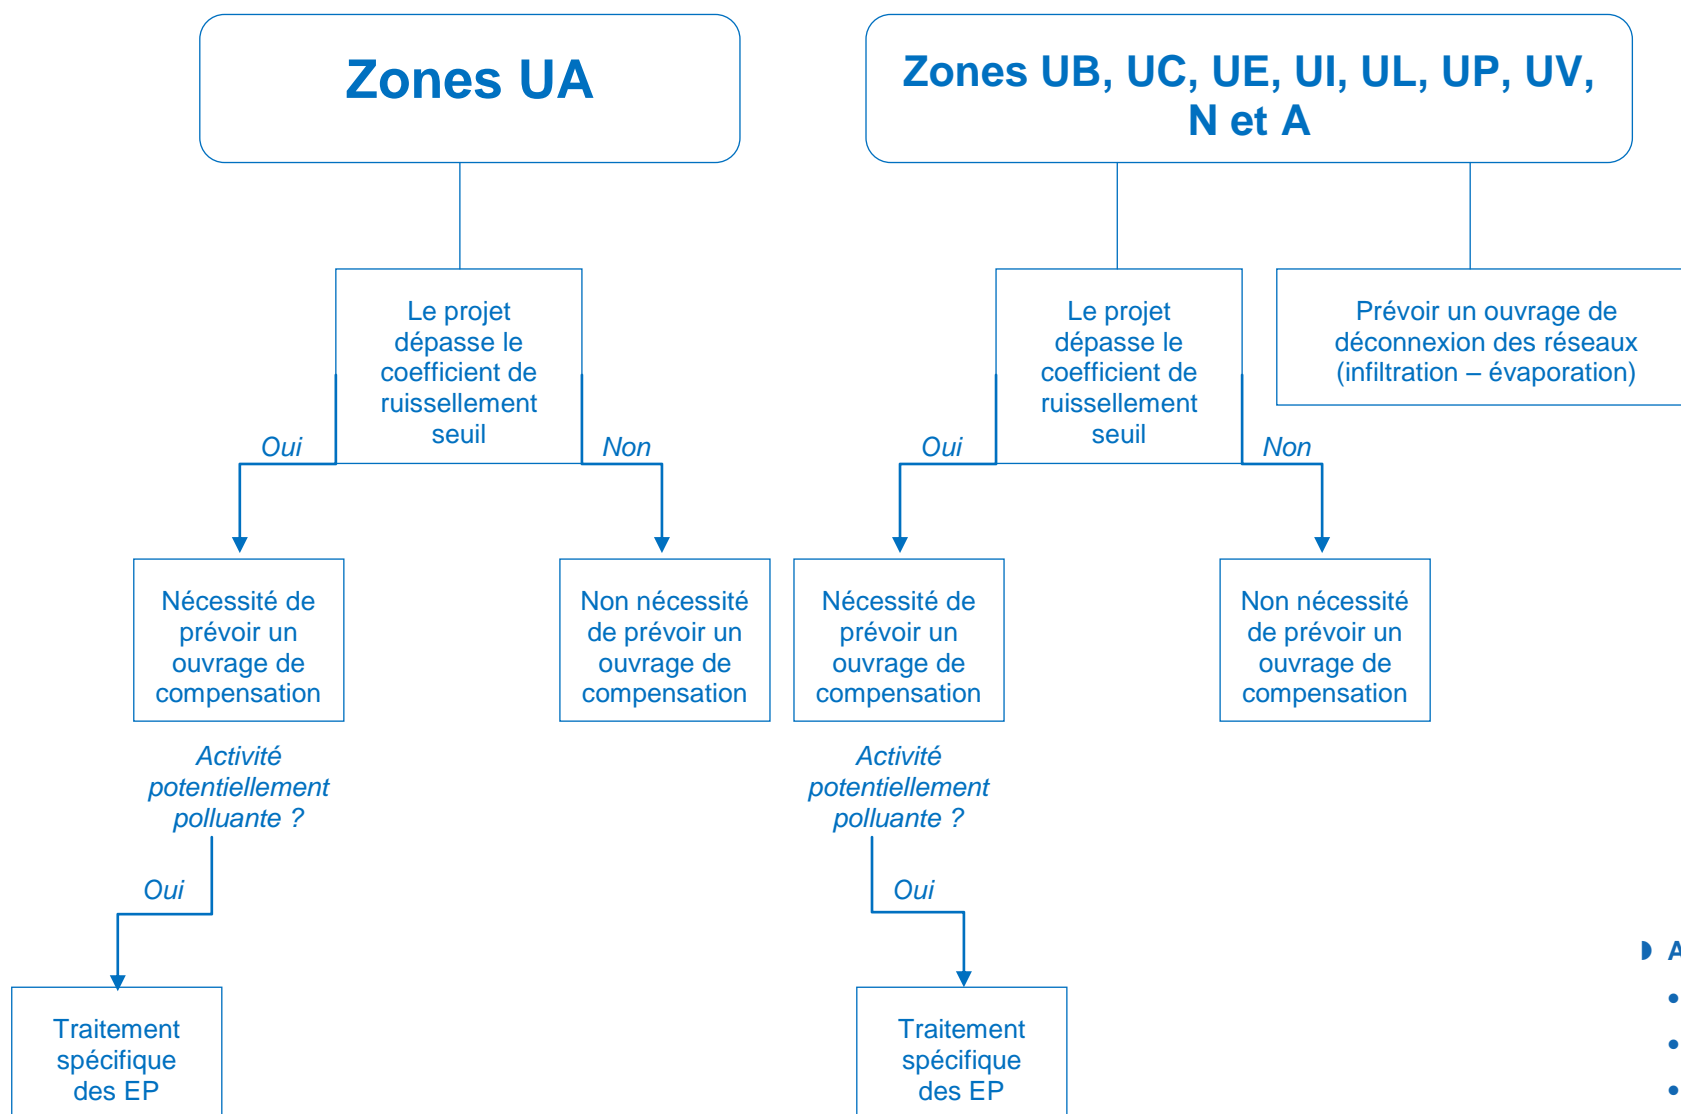 Zones UA
Zones UB, UC, UE, UI, UL, UP, UV,
N et A
Le projet
dépasse le
coefficient de
ruissellement
seuil
Oui
Non
Le projet
dépasse le
coefficient de
ruissellement
seuil
Oui
Non
Prévoir un ouvrage de
déconnexion des réseaux
(infiltration – évaporation)
Nécessité de
prévoir un
ouvrage de
compensation
Non nécessité
de prévoir un
ouvrage de
compensation
Nécessité de
prévoir un
ouvrage de
compensation
Non nécessité
de prévoir un
ouvrage de
compensation
Activité
potentiellement
polluante ?
Oui
Activité
potentiellement
polluante ?
Oui
Traitement
spécifique
des EP
Traitement
spécifique
des EP